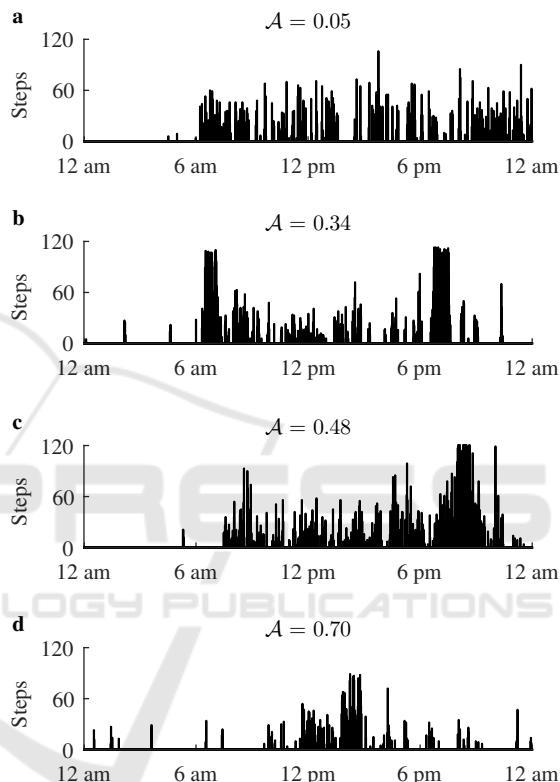 a
𝒜 = 0.05
120
60
0
Steps
12 am 6 am 12 pm 6 pm 12 am
b
𝒜 = 0.34
120
60
0
Steps
12 am 6 am 12 pm 6 pm 12 am
c
𝒜 = 0.48
120
60
0
Steps
12 am 6 am 12 pm 6 pm 12 am
PRESS
LOGY PUBLICATIONS
d
𝒜 = 0.70
120
60
0
Steps
12 am 6 am 12 pm 6 pm 12 am